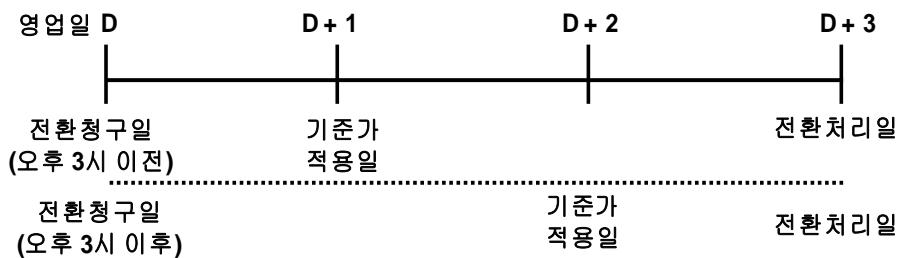 영업일 D D + 1 D + 2 D + 3
전환청구일 기준가 전환처리일
(오후 3시 이전) 적용일
전환청구일 기준가 전환처리일
(오후 3시 이후) 적용일